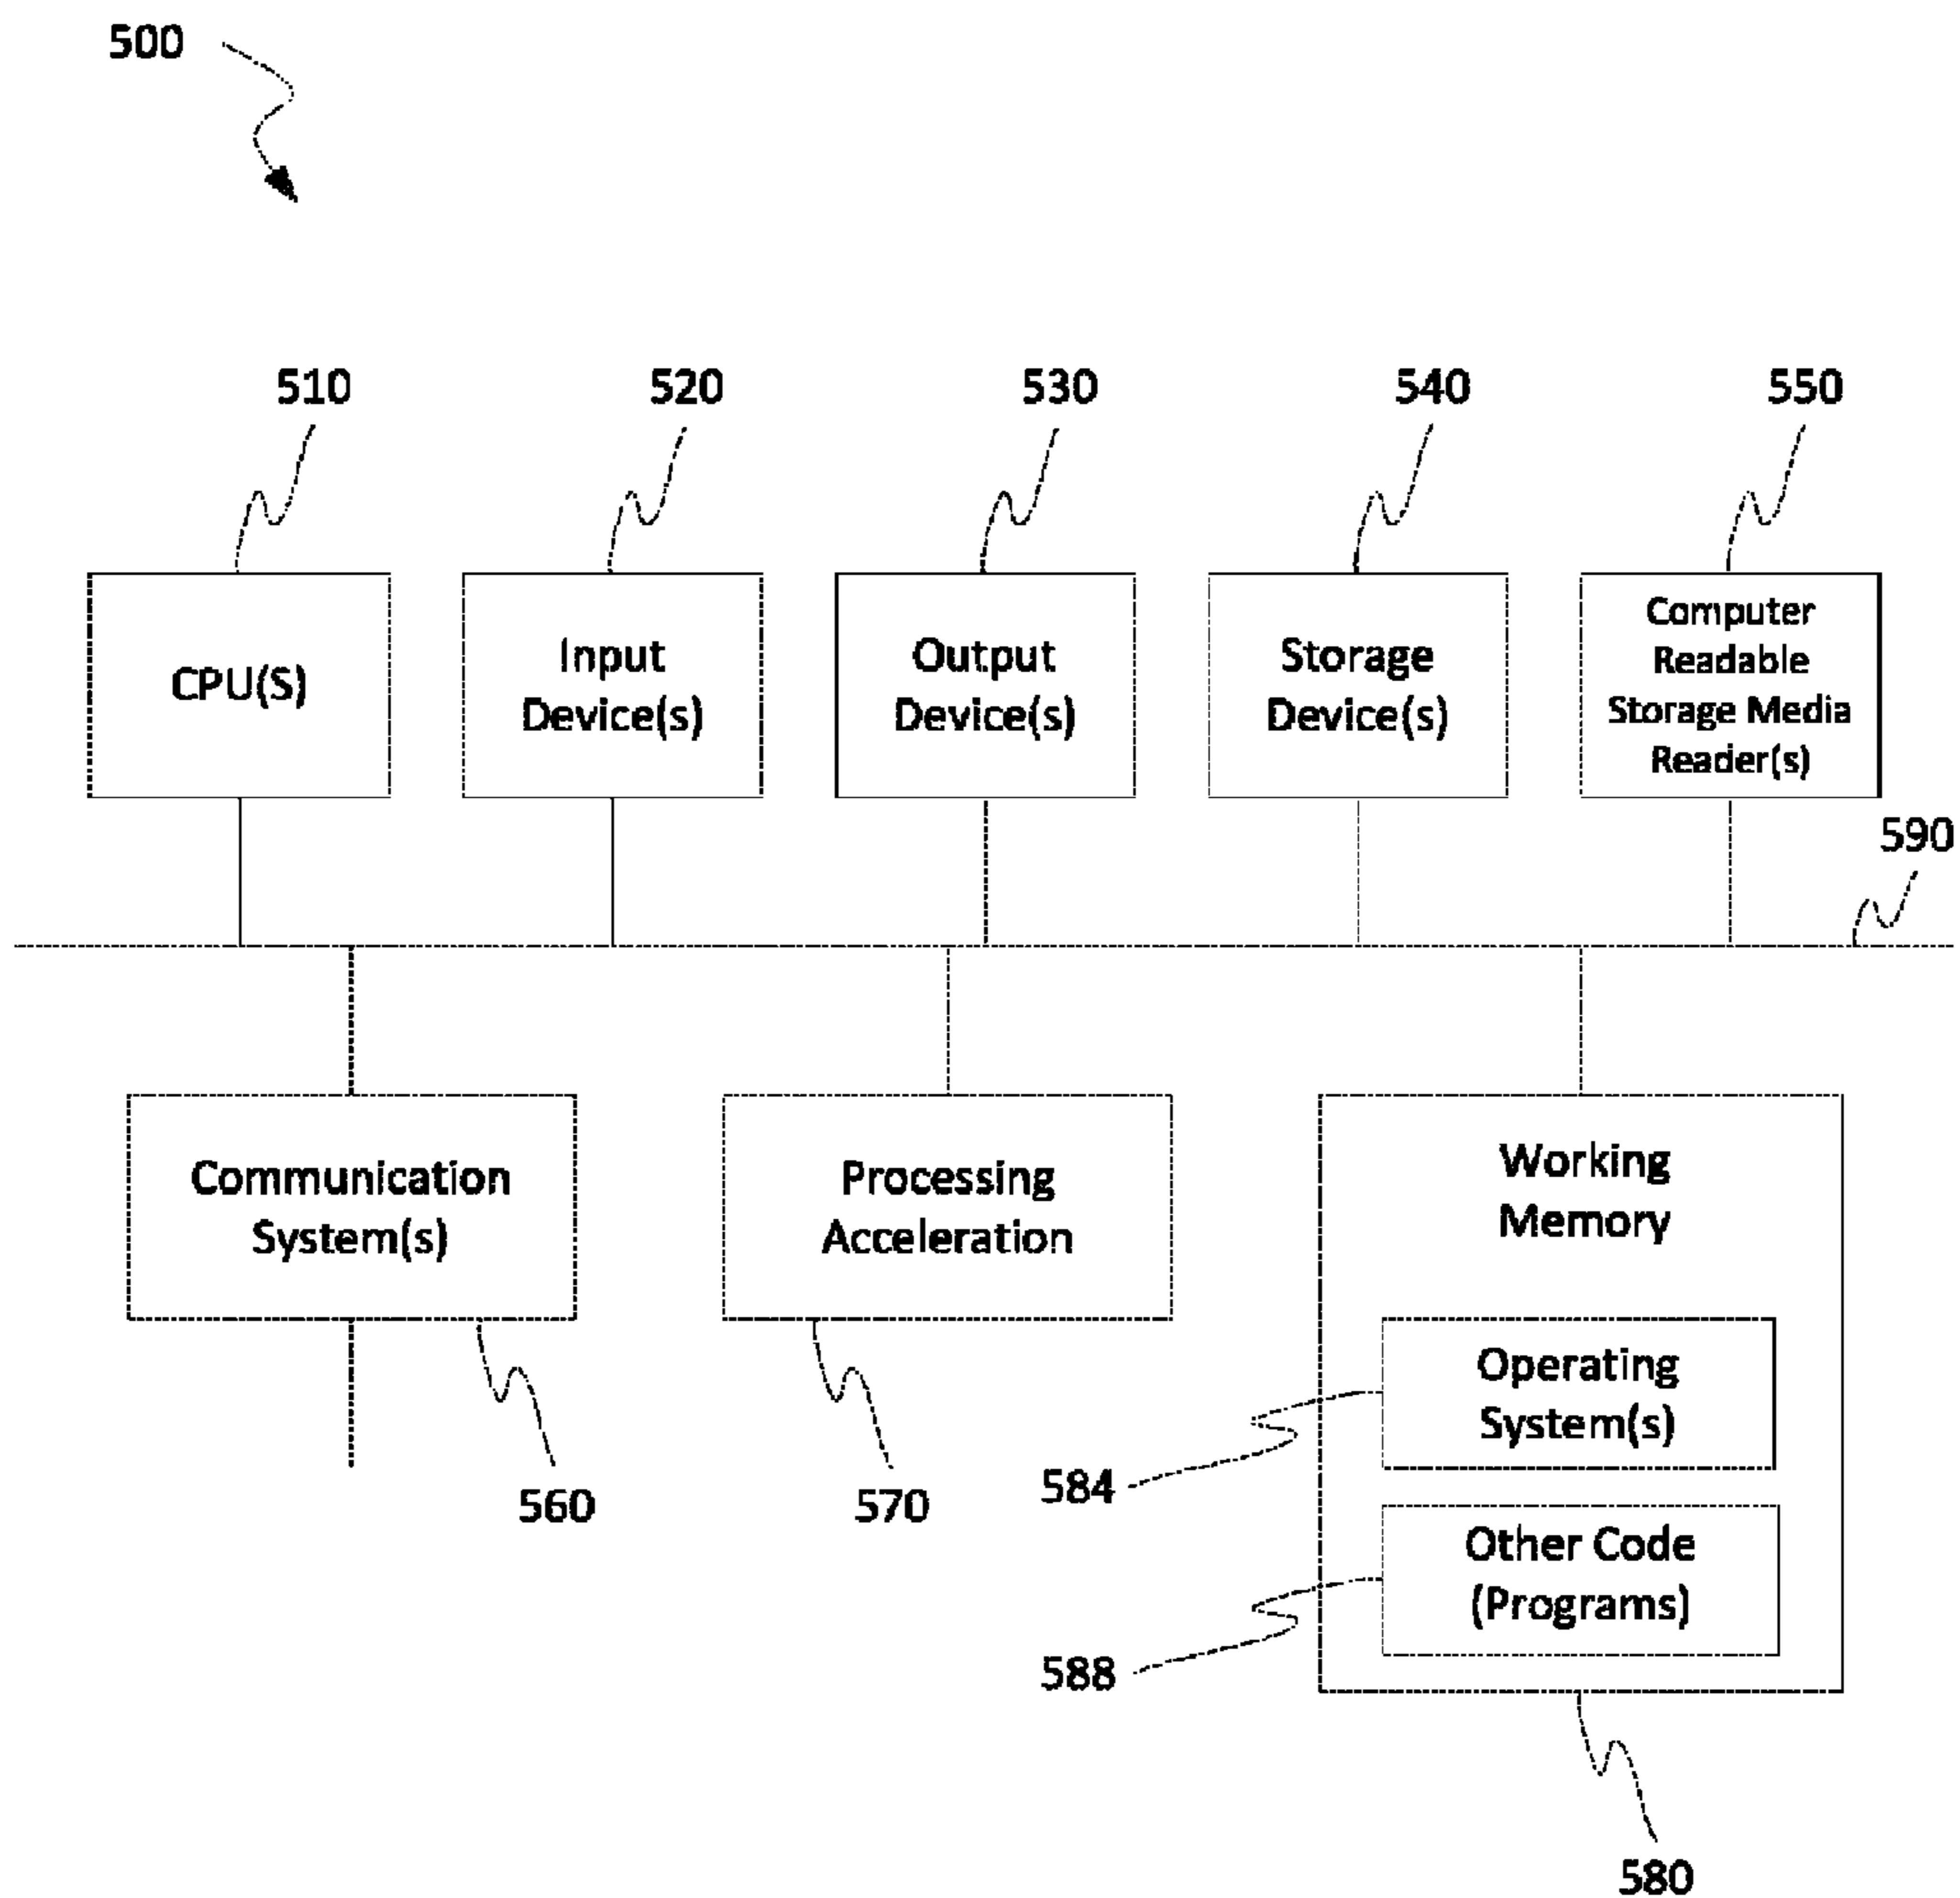 500
510
520
530
540
550
CPU(S)
Input
Device(s)
Output
Device(s)
Storage
Device(s)
Computer
Readable
Storage Media
Reader(s)
590
Communication
System(s)
Processing
Acceleration
Working
Memory
Operating
System(s)
584
560
570
Other Code
(Programs)
588
580